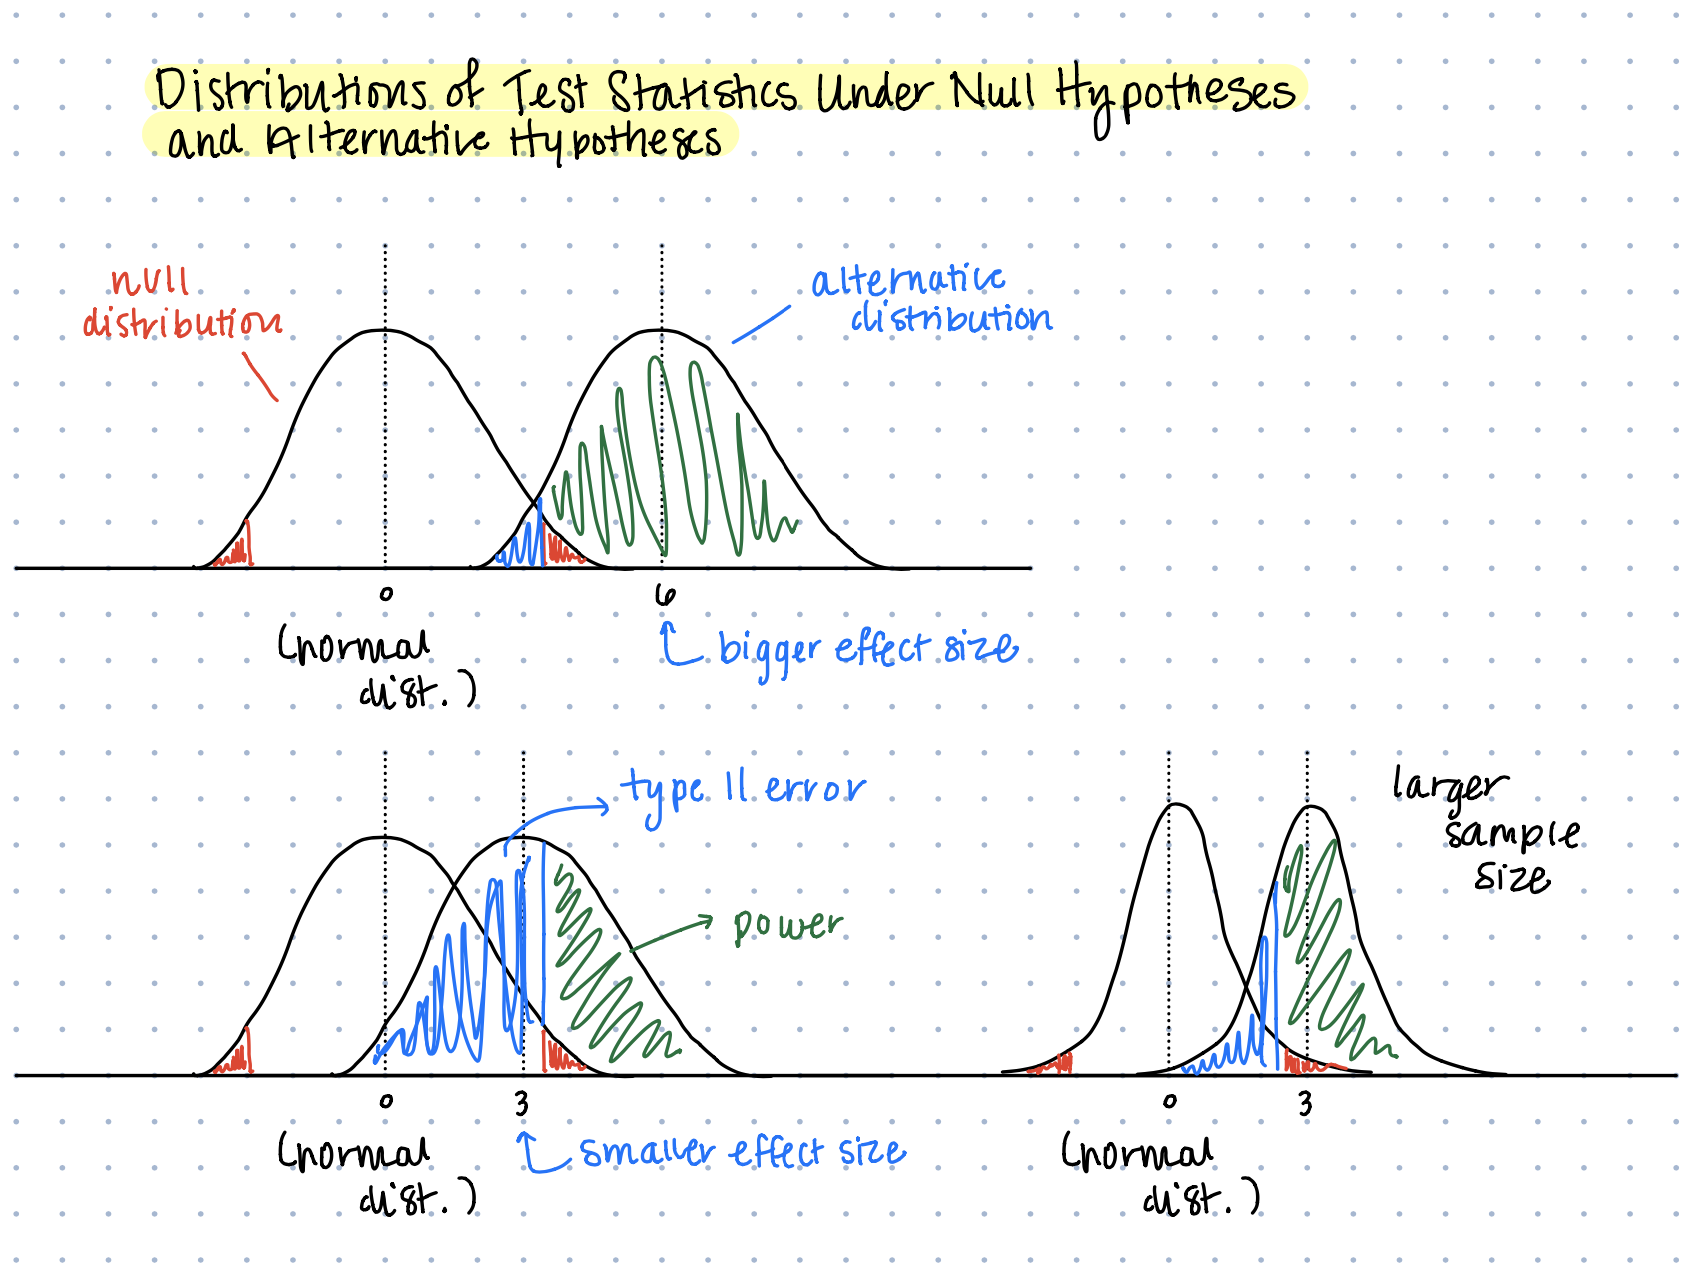 Distributions of Test Statistics Under Null Hypotheses
and Alternative Hypotheses
null
distribution
alternative
distribution
0
6
(normal
dist.)
bigger effect size
type II error
power
0
3
(normal
dist.)
smaller effect size
larger
sample
size
0
3
(normal
dist.)